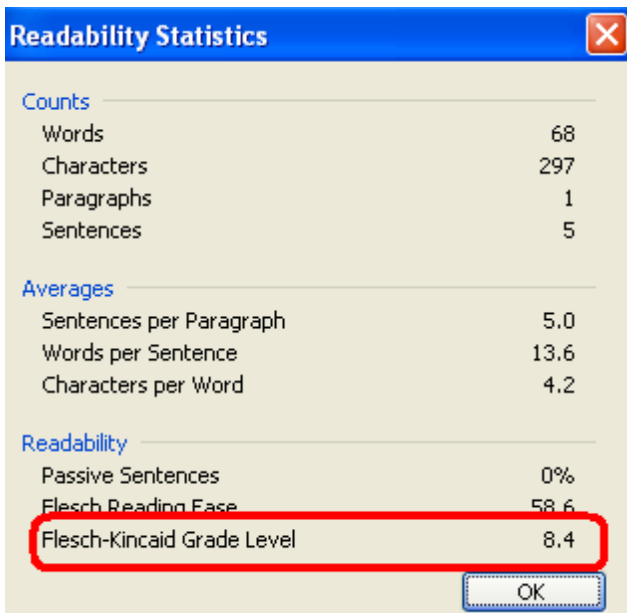 Readability Statistics
Counts
Words 68
Characters 297
Paragraphs 1
Sentences 5
Averages
Sentences per Paragraph 5.0
Words per Sentence 13.6
Characters per Word 4.2
Readability
Passive Sentences 0%
Flesch Reading Ease 58.6
Flesch-Kincaid Grade Level 8.4
OK